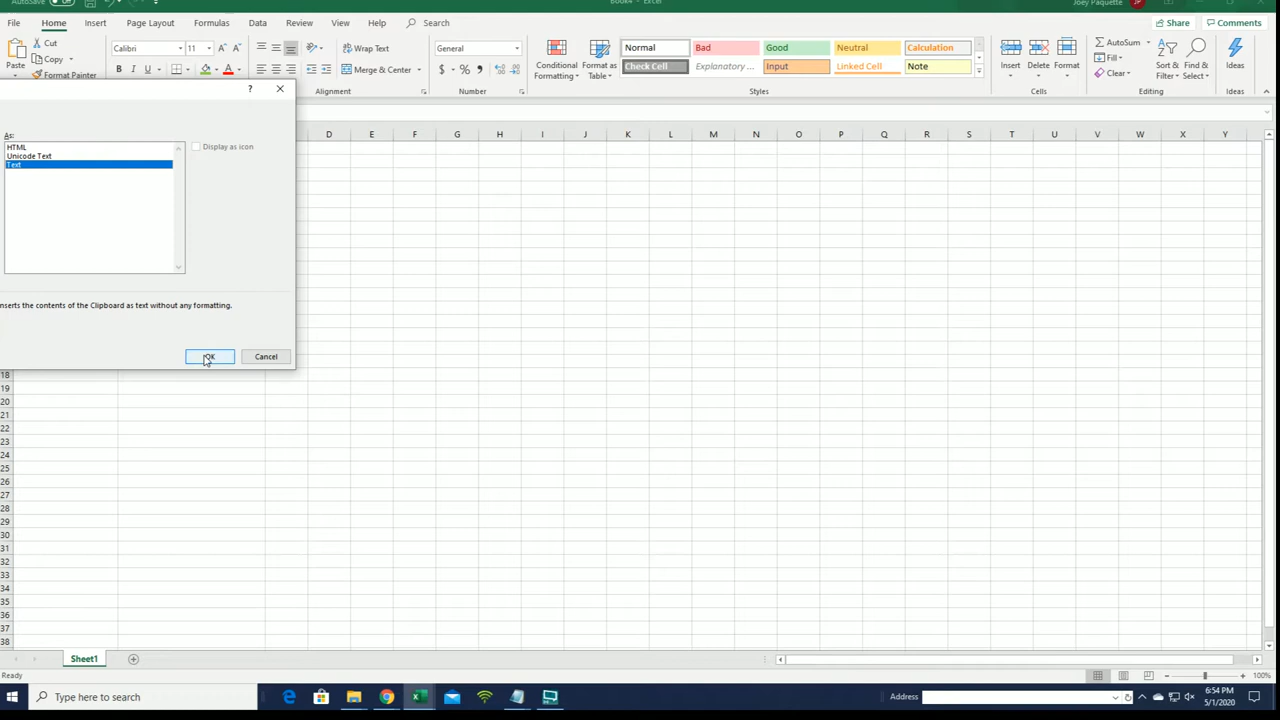 AutoSave Off Book4 - Excel Joey Paquette JP
File Home Insert Page Layout Formulas Data Review View Help Search Share Comments
Paste Cut Calibri 11 Wrap Text General Conditional Formatting Format as Table Normal Bad Good Neutral Calculation Insert Delete Format AutoSum Sort & Filter Find & Select Ideas
Copy Check Cell Explanatory ... Input Linked Cell Note Fill
Format Painter B I U A Merge & Center $ % Clear
Alignment Number Styles Cells Editing Ideas
? ×
As:
HTML
Unicode Text
Text
Display as icon
nserts the contents of the Clipboard as text without any formatting.
OK Cancel
D E F G H I J K L M N O P Q R S T U V W X Y
18
19
20
21
22
23
24
25
26
27
28
29
30
31
32
33
34
35
36
37
38
Sheet1
Ready 100%
Type here to search Address 6:54 PM
5/1/2020